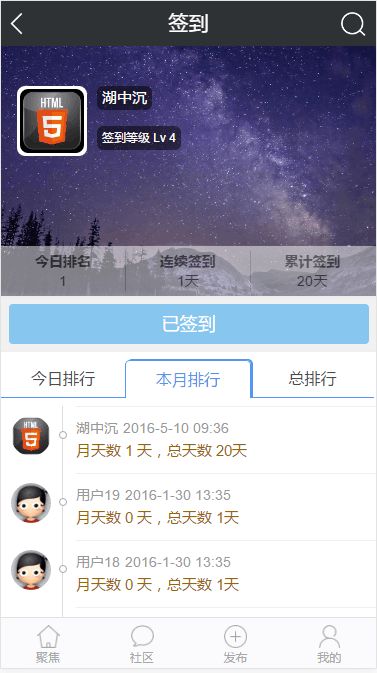 签到
HTML
5
湖中沉
签到等级 Lv 4
今日排名 连续签到 累计签到
1 1天 20天
已签到
今日排行 本月排行 总排行
HTML
5
湖中沉 2016-5-10 09:36
月天数 1 天，总天数 20天
用户19 2016-1-30 13:35
月天数 0 天，总天数 1天
用户18 2016-1-30 13:35
月天数 0 天，总天数 1天
聚焦 社区 发布 我的